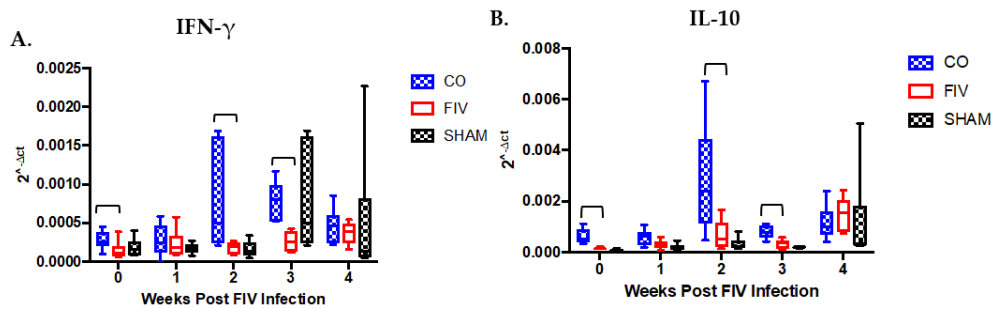 A.
IFN-γ
2^-Δct
0.0025
0.0020
0.0015
0.0010
0.0005
0.0000
0 1 2 3 4
Weeks Post FIV Infection
CO
FIV
SHAM
B.
IL-10
2^-Δct
0.008
0.006
0.004
0.002
0.000
0 1 2 3 4
Weeks Post FIV Infection
CO
FIV
SHAM